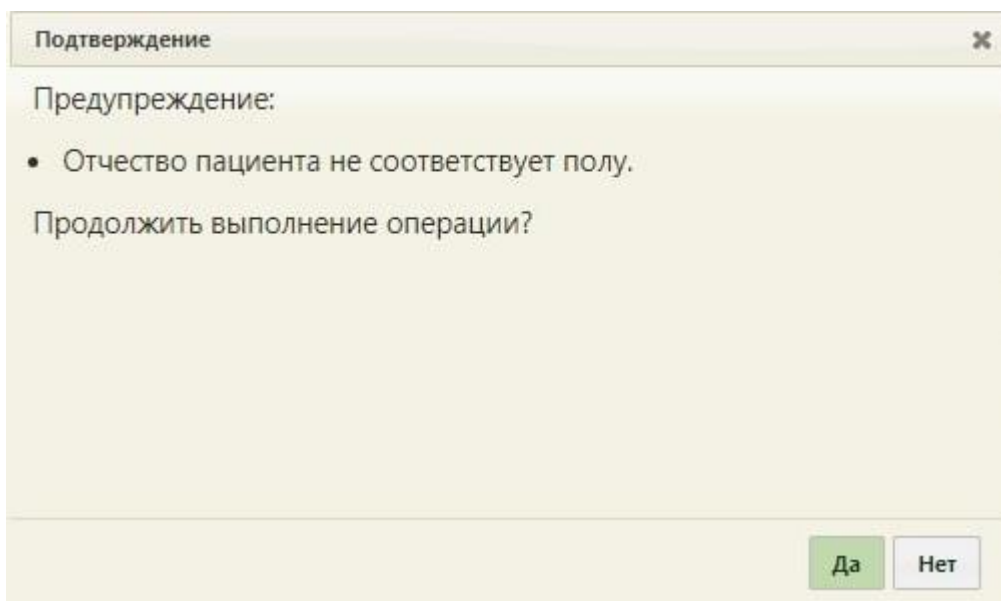 Подтверждение
Предупреждение:
• Отчество пациента не соответствует полу.
Продолжить выполнение операции?
Да
Нет